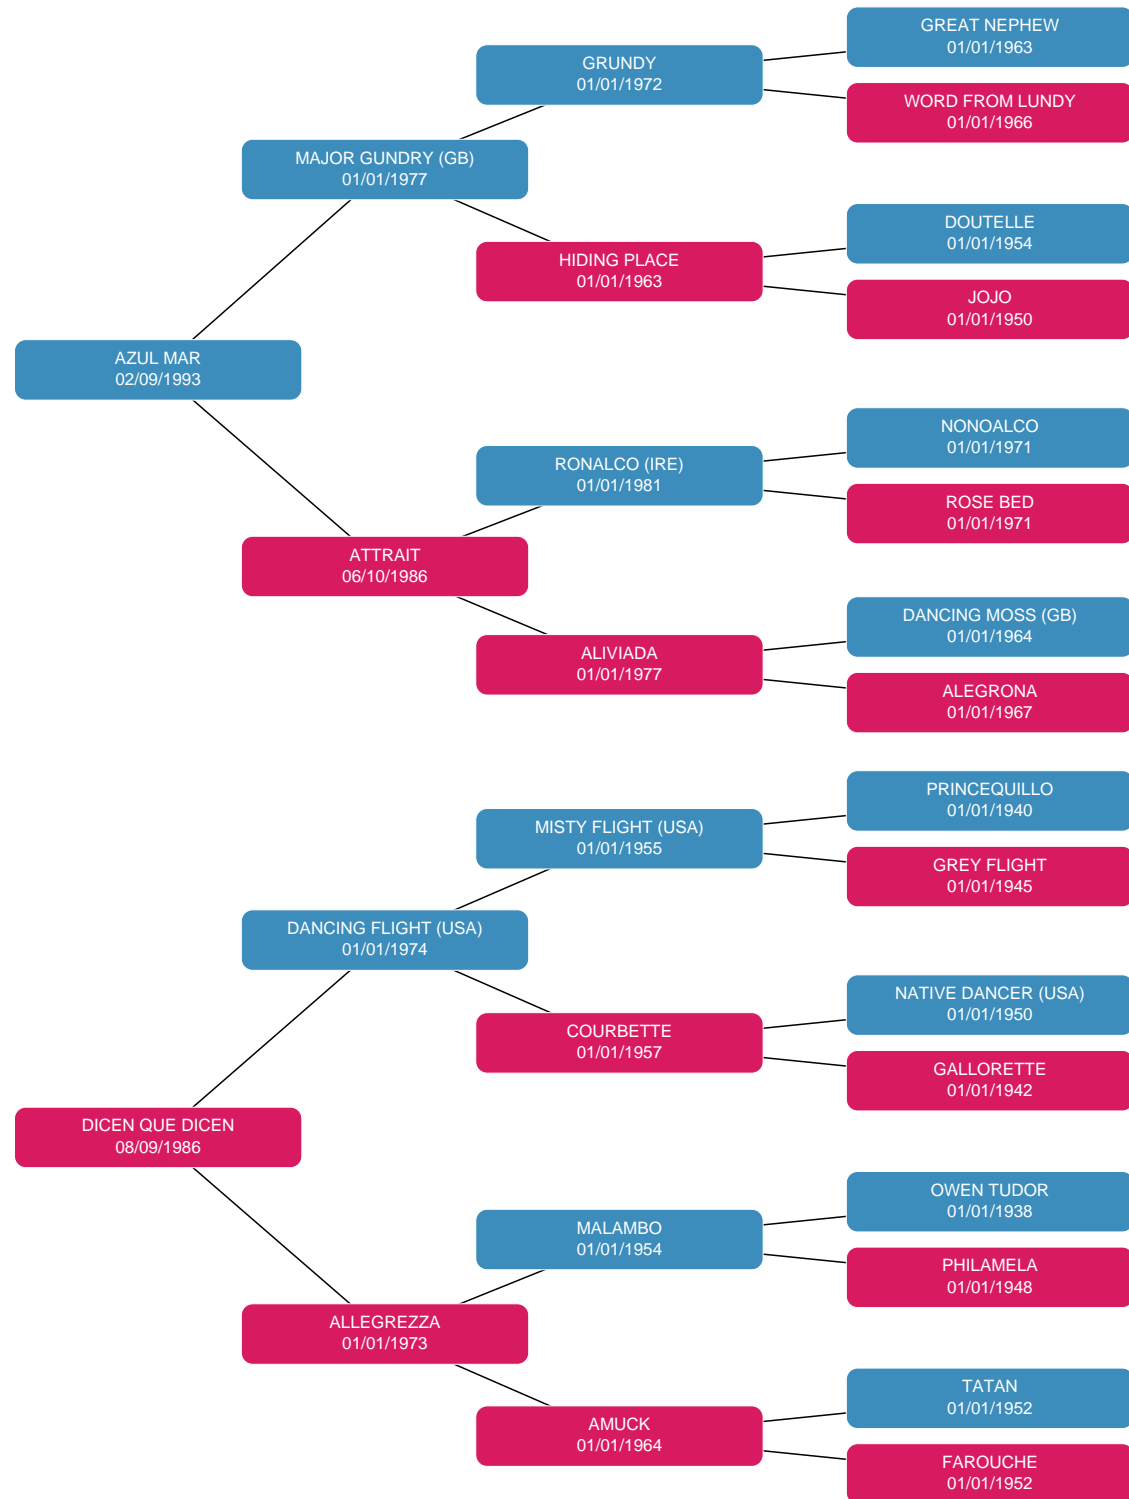 GREAT NEPHEW
01/01/1963
GRUNDY
01/01/1972
WORD FROM LUNDY
01/01/1966
MAJOR GUNDRY (GB)
01/01/1977
DOUTELLE
01/01/1954
HIDING PLACE
01/01/1963
JOJO
01/01/1950
AZUL MAR
02/09/1993
NONOALCO
01/01/1971
RONALCO (IRE)
01/01/1981
ROSE BED
01/01/1971
ATTRAIT
06/10/1986
DANCING MOSS (GB)
01/01/1964
ALIVIADA
01/01/1977
ALEGRONA
01/01/1967
PRINCEQUILLO
01/01/1940
MISTY FLIGHT (USA)
01/01/1955
GREY FLIGHT
01/01/1945
DANCING FLIGHT (USA)
01/01/1974
NATIVE DANCER (USA)
01/01/1950
COURBETTE
01/01/1957
GALLORETTE
01/01/1942
DICEN QUE DICEN
08/09/1986
OWEN TUDOR
01/01/1938
MALAMBO
01/01/1954
PHILAMELA
01/01/1948
ALLEGREZZA
01/01/1973
TATAN
01/01/1952
AMUCK
01/01/1964
FAROUCHE
01/01/1952